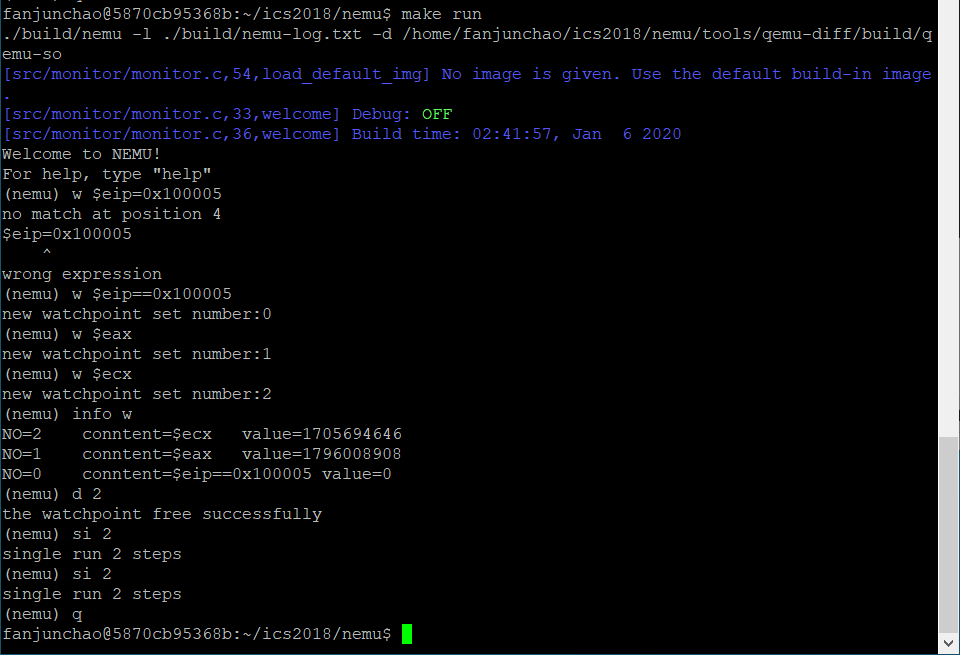 fanjunchao@5870cb95368b:~/ics2018/nemu$ make run
./build/nemu -l ./build/nemu-log.txt -d /home/fanjunchao/ics2018/nemu/tools/qemu-diff/build/q
emu-so
[src/monitor/monitor.c,54,load_default_img] No image is given. Use the default build-in image
.
[src/monitor/monitor.c,33,welcome] Debug: OFF
[src/monitor/monitor.c,36,welcome] Build time: 02:41:57, Jan  6 2020
Welcome to NEMU!
For help, type "help"
(nemu) w $eip=0x100005
no match at position 4
$eip=0x100005
    ^
wrong expression
(nemu) w $eip==0x100005
new watchpoint set number:0
(nemu) w $eax
new watchpoint set number:1
(nemu) w $ecx
new watchpoint set number:2
(nemu) info w
NO=2    conntent=$ecx   value=1705694646
NO=1    conntent=$eax   value=1796008908
NO=0    conntent=$eip==0x100005 value=0
(nemu) d 2
the watchpoint free successfully
(nemu) si 2
single run 2 steps
(nemu) si 2
single run 2 steps
(nemu) q
fanjunchao@5870cb95368b:~/ics2018/nemu$